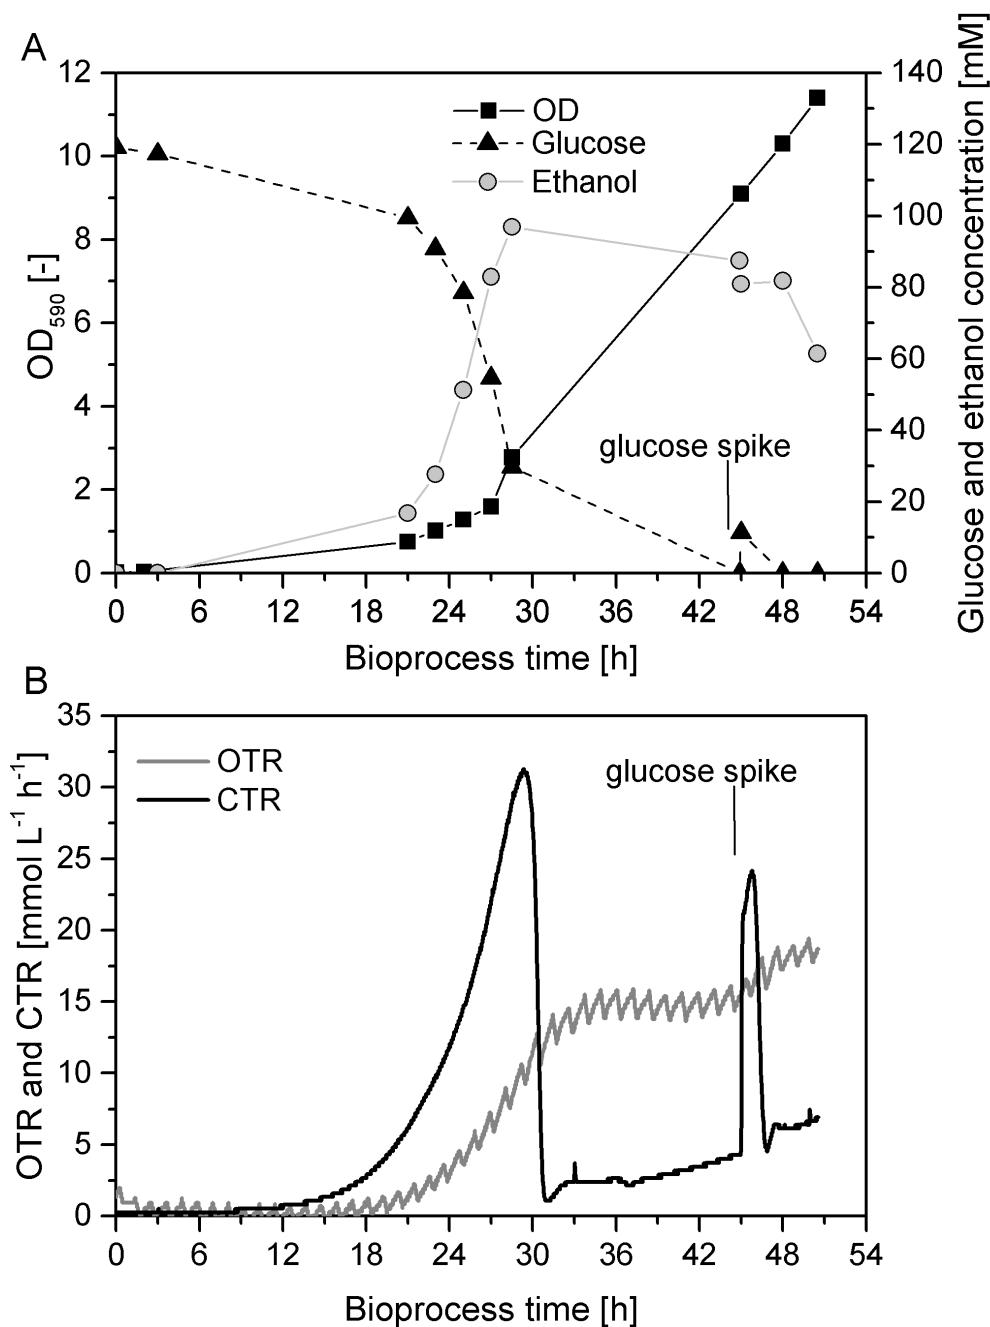 A
OD
Glucose
Ethanol
glucose spike
12
10
8
6
4
2
0
140
120
100
80
60
40
20
0
0 6 12 18 24 30 36 42 48 54
OD590 [-]
Glucose and ethanol concentration [mM]
Bioprocess time [h]
B
OTR
CTR
glucose spike
35
30
25
20
15
10
5
0
0 6 12 18 24 30 36 42 48 54
OTR and CTR [mmol L-1 h-1]
Bioprocess time [h]